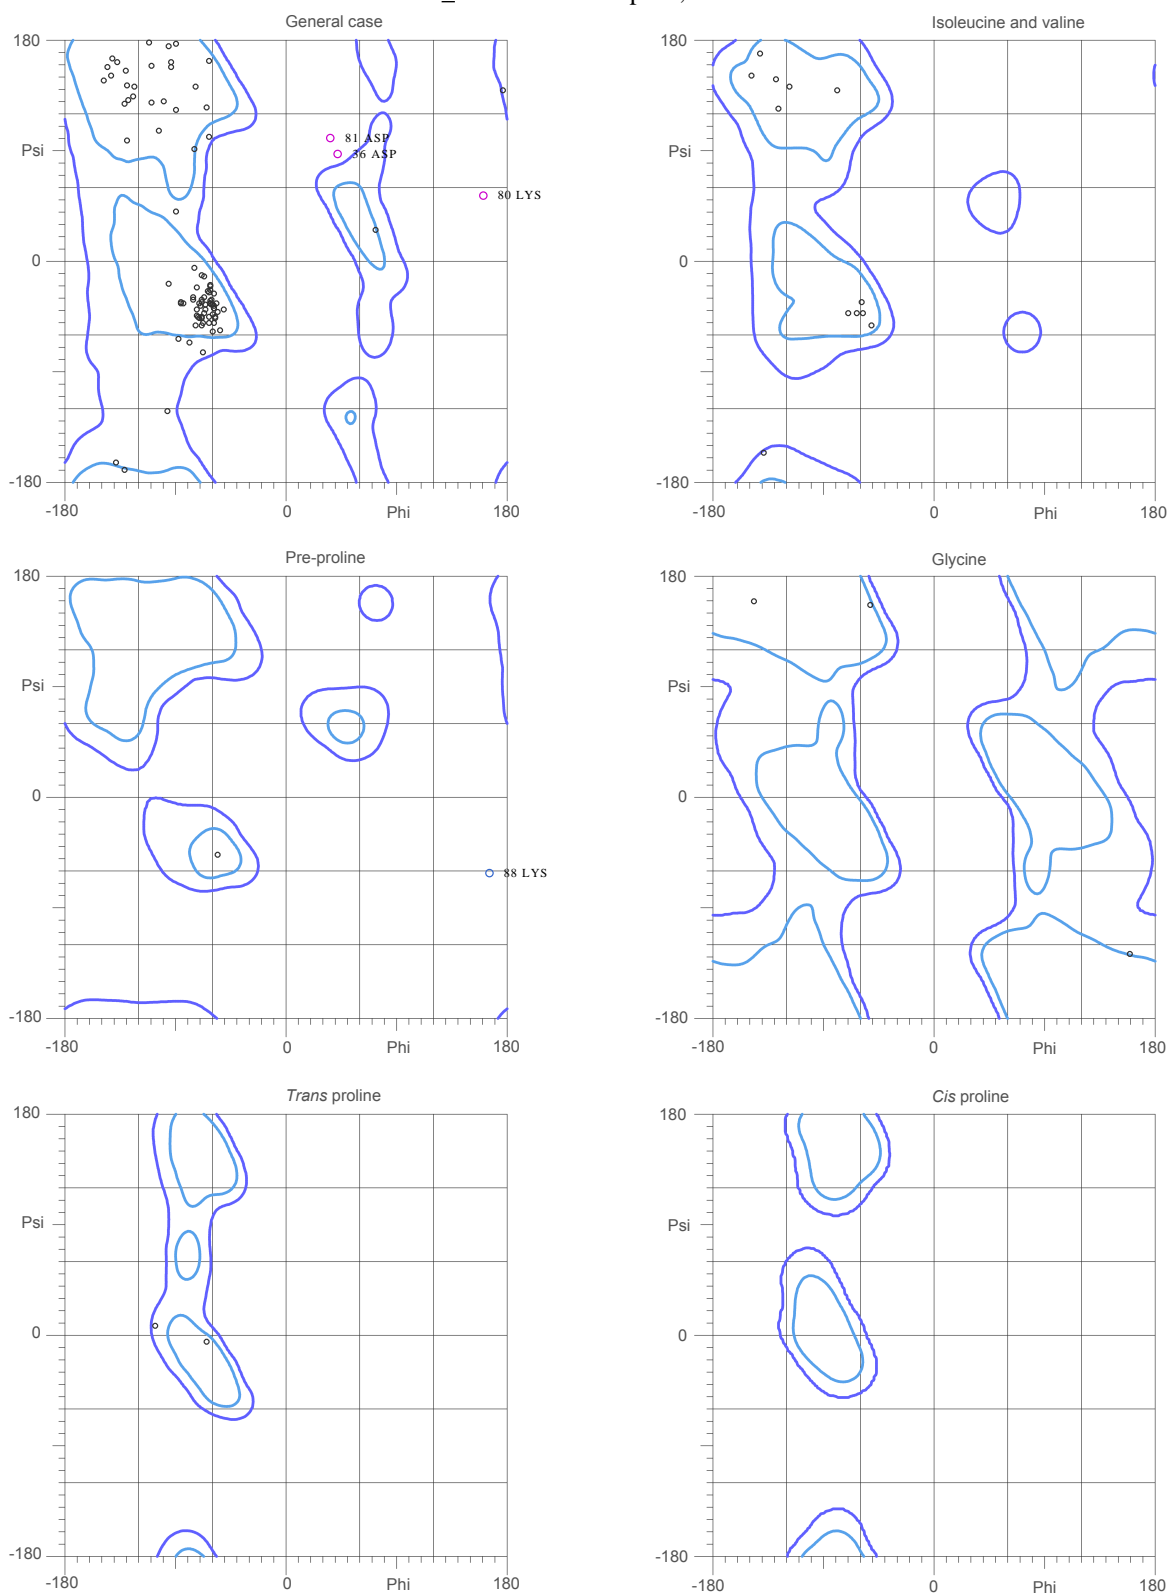 General case
180
Psi
0
-180
-180
0
Phi
180
81 ASP
36 ASP
80 LYS
Isoleucine and valine
180
Psi
0
-180
-180
0
Phi
180
Pre-proline
180
Psi
0
-180
-180
0
Phi
180
88 LYS
Glycine
180
Psi
0
-180
-180
0
Phi
180
Trans proline
180
Psi
0
-180
-180
0
Phi
180
Cis proline
180
Psi
0
-180
-180
0
Phi
180